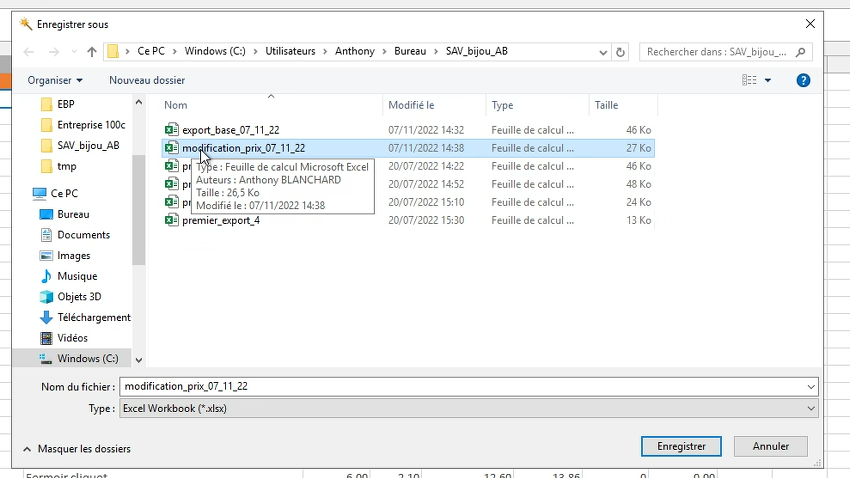 Enregistrer sous
Ce PC > Windows (C:) > Utilisateurs > Anthony > Bureau > SAV_bijou_AB
Rechercher dans : SAV_bijou_...
Organiser
Nouveau dossier
EBP
Entreprise 100c
SAV_bijou_AB
tmp
Ce PC
Bureau
Documents
Images
Musique
Objets 3D
Téléchargement
Vidéos
Windows (C:)
Nom Modifié le Type Taille
export_base_07_11_22 07/11/2022 14:32 Feuille de calcul ... 46 Ko
modification_prix_07_11_22 07/11/2022 14:38 Feuille de calcul ... 27 Ko
pr 20/07/2022 14:22 Feuille de calcul ... 46 Ko
pr 20/07/2022 14:52 Feuille de calcul ... 48 Ko
pr 20/07/2022 15:10 Feuille de calcul ... 24 Ko
premier_export_4 20/07/2022 15:30 Feuille de calcul ... 13 Ko
Type : Feuille de calcul Microsoft Excel
Auteurs : Anthony BLANCHARD
Taille : 26,5 Ko
Modifié le : 07/11/2022 14:38
Nom du fichier : modification_prix_07_11_22
Type : Excel Workbook (*.xlsx)
Masquer les dossiers
Enregistrer
Annuler
Fermoir cliquet 6,00 2,10 12,60 13,86 0 0,00